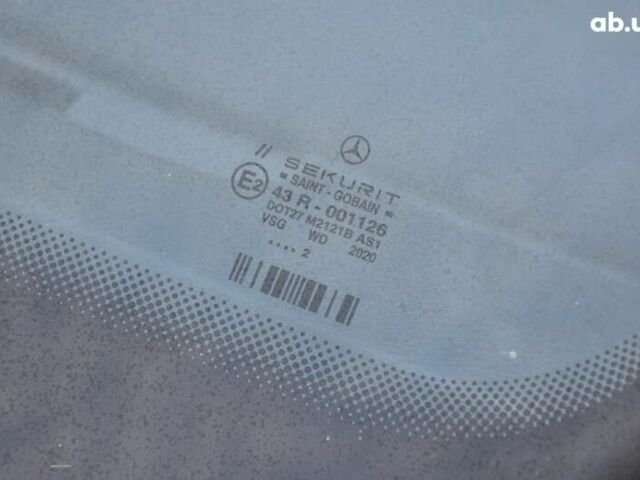 ab.u
// SEKURIT
= SAINT - GOBAIN =
E2 43 R - 001126
DOT27 M2121B AS1
VSG WD 2020
.... 2